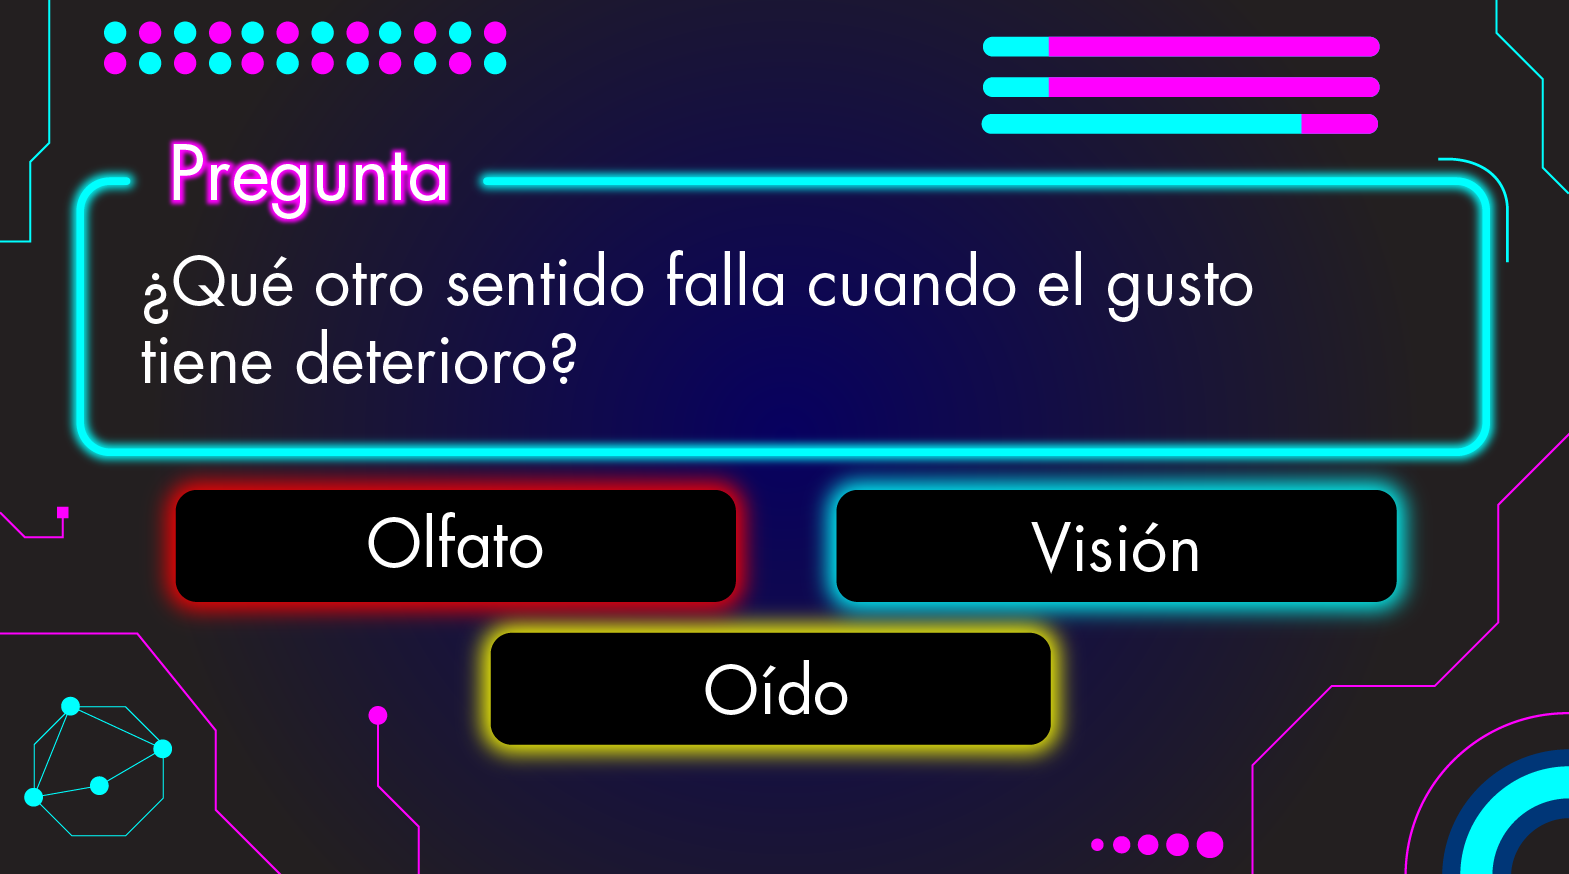 Pregunta
¿Qué otro sentido falla cuando el gusto
tiene deterioro?
Olfato
Visión
Oído